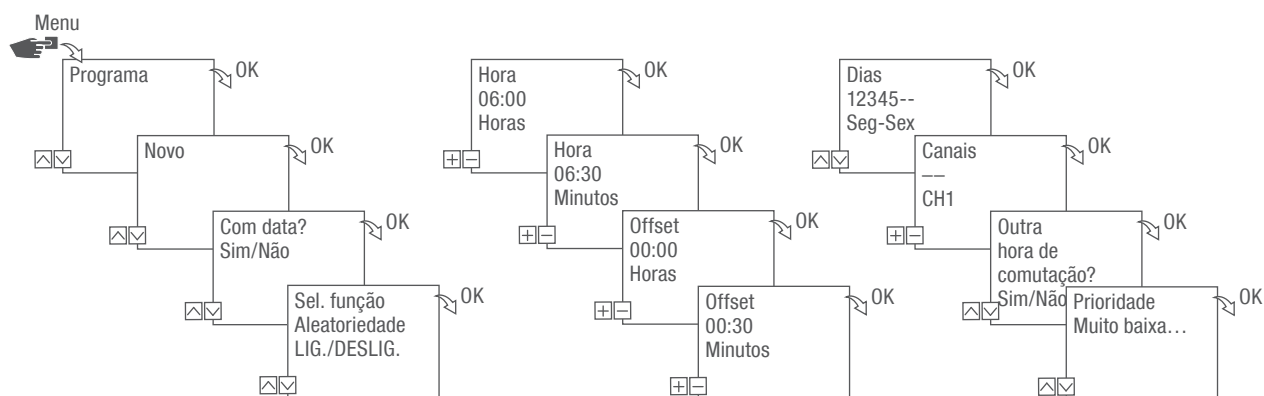 Menu
Programa
OK
Novo
OK
Com data?
Sim/Não
OK
Sel. função
Aleatoriedade
LIG./DESLIG.
OK
Hora
06:00
Horas
OK
Hora
06:30
Minutos
OK
Offset
00:00
Horas
OK
Offset
00:30
Minutos
OK
Dias
12345--
Seg-Sex
OK
Canais
——
CH1
OK
Outra
hora de
comutação?
Sim/Não
OK
Prioridade
Muito baixa...
OK